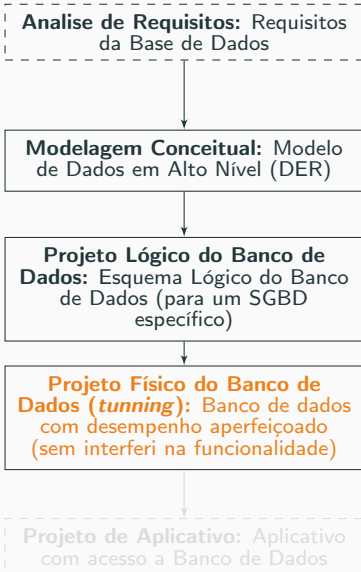 Analise de Requisitos: Requisitos
da Base de Dados
Modelagem Conceitual: Modelo
de Dados em Alto Nível (DER)
Projeto Lógico do Banco de
Dados: Esquema Lógico do Banco
de Dados (para um SGBD
específico)
Projeto Físico do Banco de
Dados (tunning): Banco de dados
com desempenho aperfeiçoado
(sem interferi na funcionalidade)
Projeto de Aplicativo: Aplicativo
com acesso a Banco de Dados